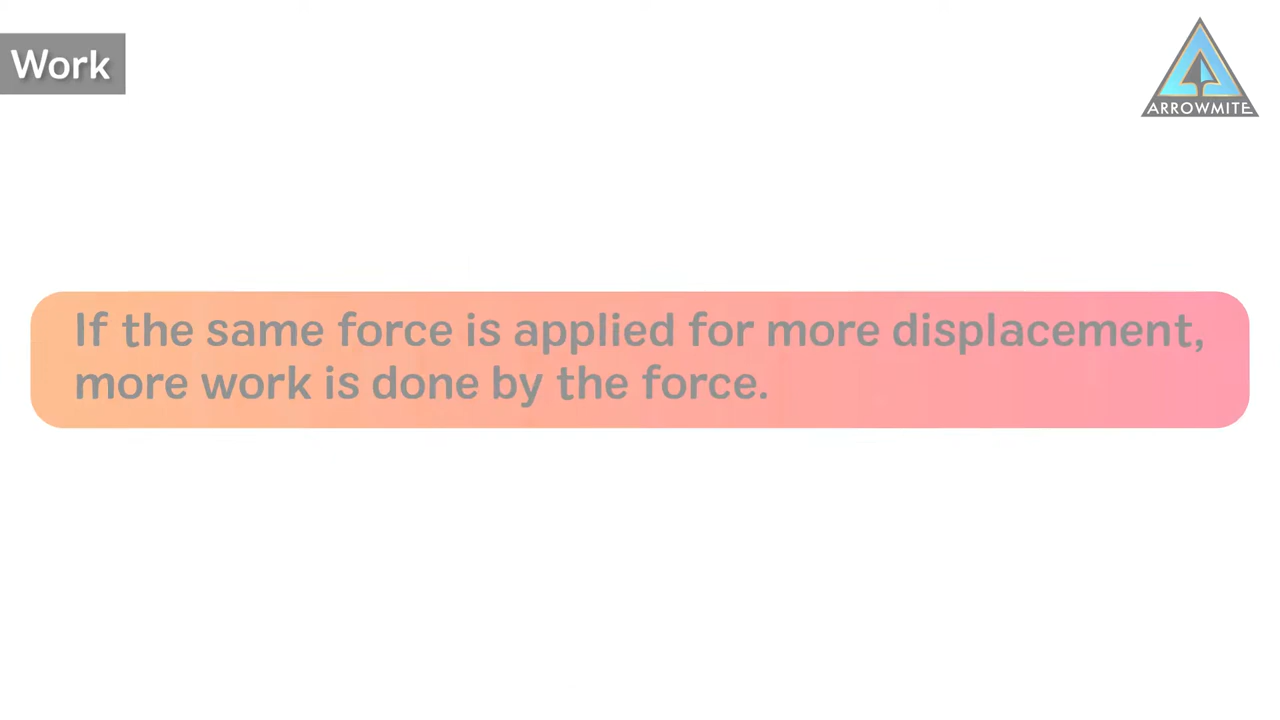 Work
ARROWMITE
If the same force is applied for more displacement,
more work is done by the force.